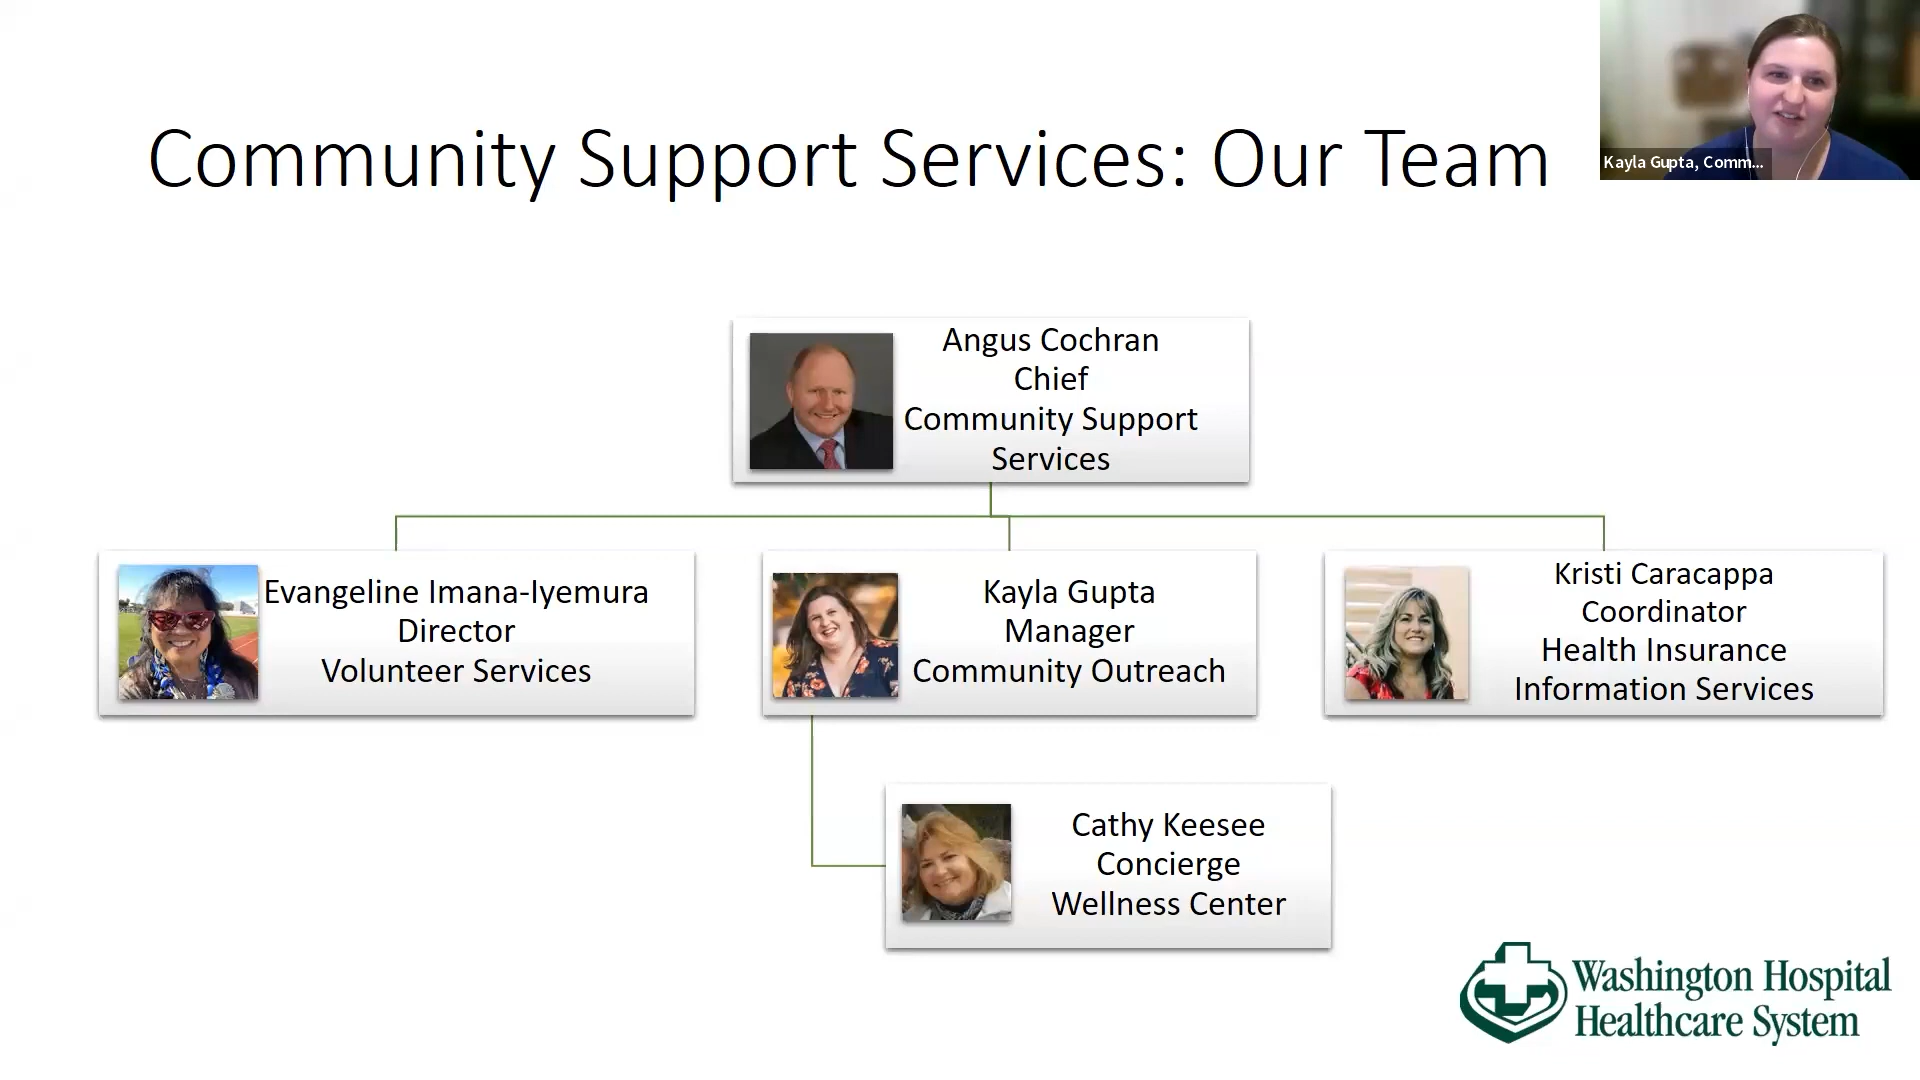 Community Support Services: Our Team
Kayla Gupta, Comm...
Angus Cochran
Chief
Community Support
Services
Evangeline Imana-Iyemura
Director
Volunteer Services
Kayla Gupta
Manager
Community Outreach
Kristi Caracappa
Coordinator
Health Insurance
Information Services
Cathy Keesee
Concierge
Wellness Center
Washington Hospital
Healthcare System